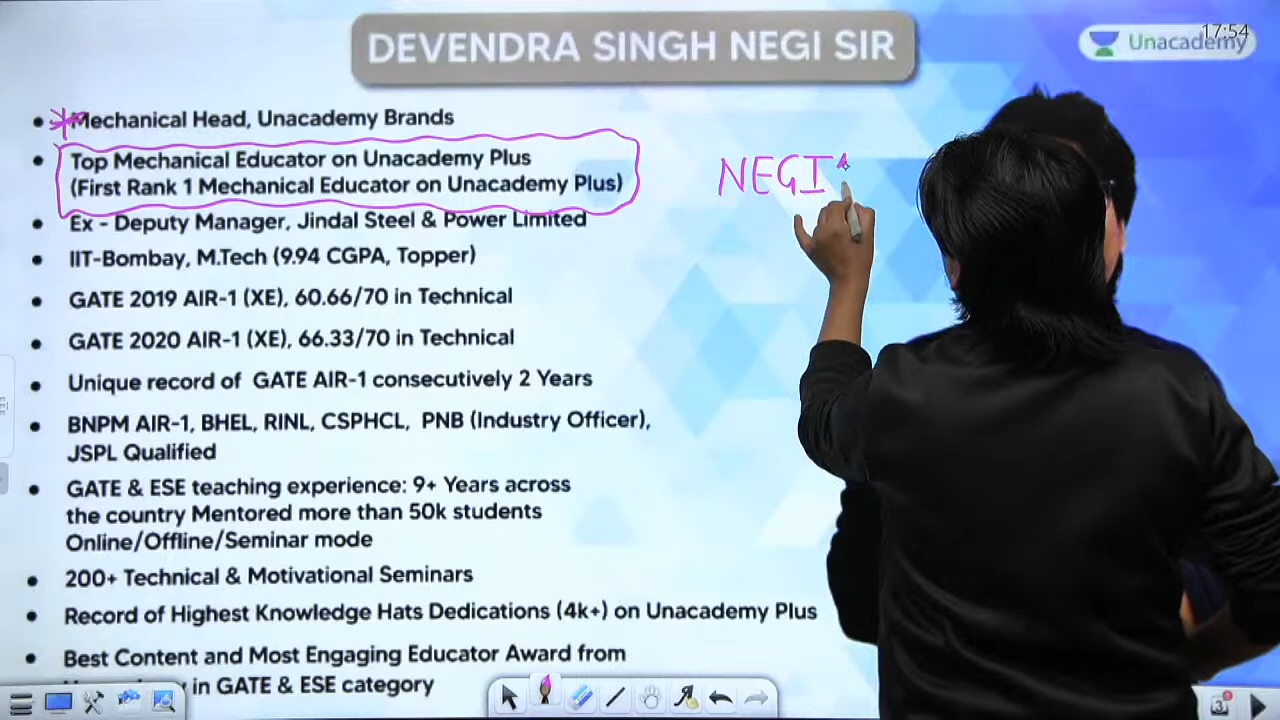 DEVENDRA SINGH NEGI SIR
17:54
Unacademy
• Mechanical Head, Unacademy Brands
• Top Mechanical Educator on Unacademy Plus
(First Rank 1 Mechanical Educator on Unacademy Plus)
NEGI
• Ex - Deputy Manager, Jindal Steel & Power Limited
• IIT-Bombay, M.Tech (9.94 CGPA, Topper)
• GATE 2019 AIR-1 (XE), 60.66/70 in Technical
• GATE 2020 AIR-1 (XE), 66.33/70 in Technical
• Unique record of GATE AIR-1 consecutively 2 Years
• BNPM AIR-1, BHEL, RINL, CSPHCL, PNB (Industry Officer),
JSPL Qualified
• GATE & ESE teaching experience: 9+ Years across
the country Mentored more than 50k students
Online/Offline/Seminar mode
• 200+ Technical & Motivational Seminars
• Record of Highest Knowledge Hats Dedications (4k+) on Unacademy Plus
• Best Content and Most Engaging Educator Award from
in GATE & ESE category
3